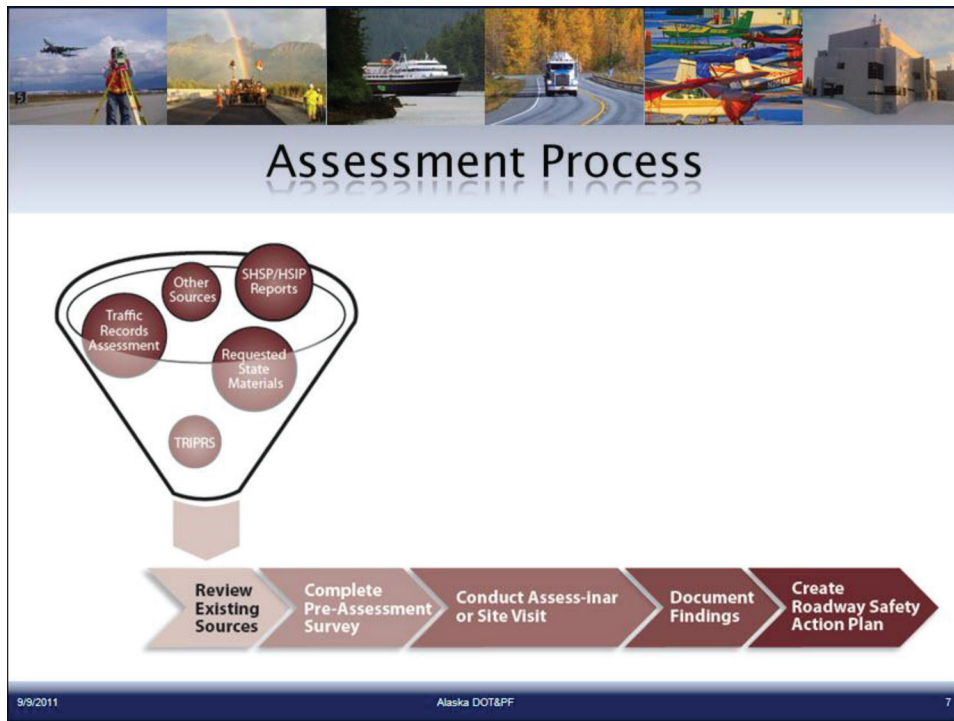 Assessment Process
Other
Sources
SHSP/HSIP
Reports
Traffic
Records
Assessment
Requested
State
Materials
TRIPRS
Review
Existing
Sources
Complete
Pre-Assessment
Survey
Conduct Assess-inar
or Site Visit
Document
Findings
Create
Roadway Safety
Action Plan
9/9/2011
Alaska DOT&PF
7